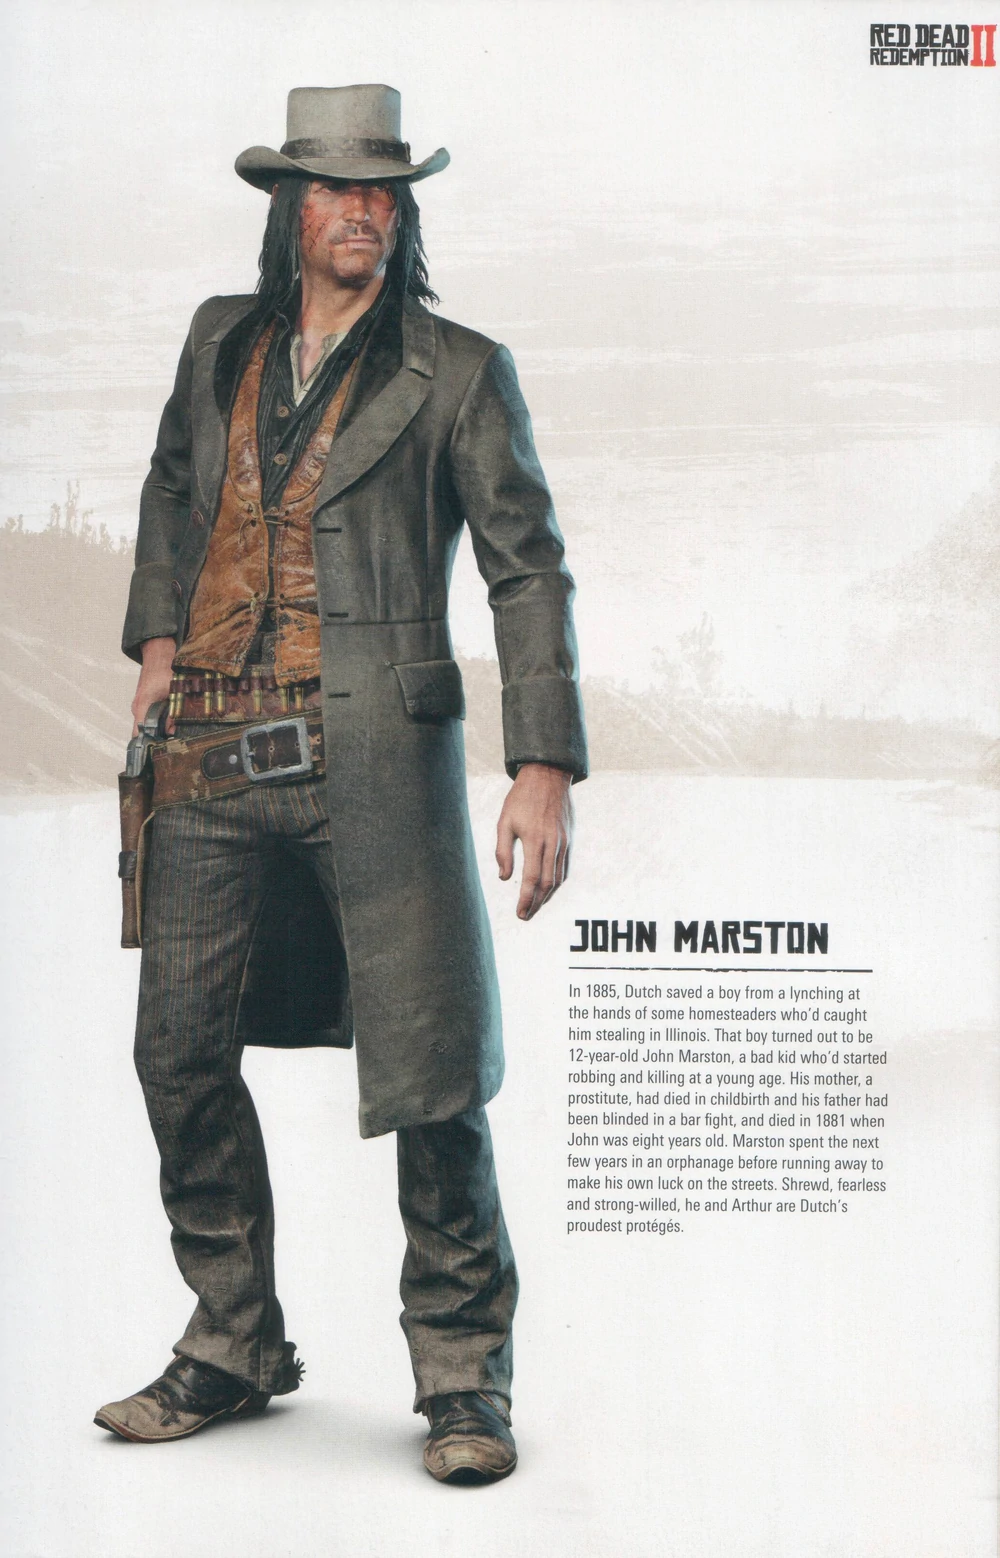 RED DEAD
REDEMPTION II
JOHN MARSTON
In 1885, Dutch saved a boy from a lynching at
the hands of some homesteaders who'd caught
him stealing in Illinois. That boy turned out to be
12-year-old John Marston, a bad kid who'd started
robbing and killing at a young age. His mother, a
prostitute, had died in childbirth and his father had
been blinded in a bar fight, and died in 1881 when
John was eight years old. Marston spent the next
few years in an orphanage before running away to
make his own luck on the streets. Shrewd, fearless
and strong-willed, he and Arthur are Dutch's
proudest protégés.